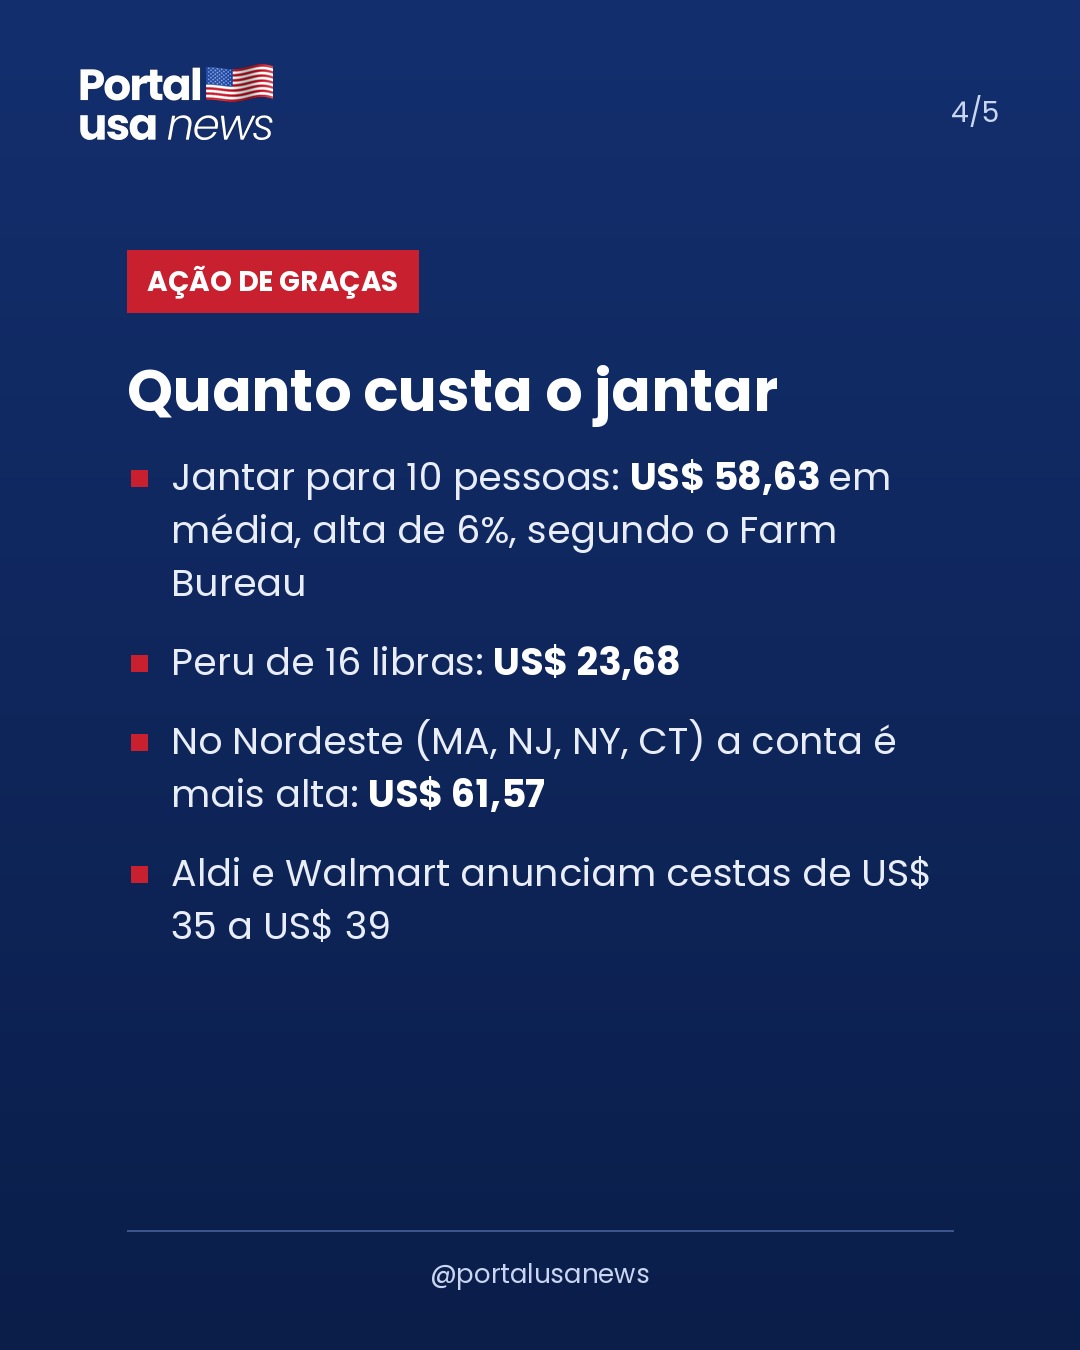 Portal
usa news
4/5
AÇÃO DE GRAÇAS
Quanto custa o jantar
Jantar para 10 pessoas: US$ 58,63 em
média, alta de 6%, segundo o Farm
Bureau
Peru de 16 libras: US$ 23,68
No Nordeste (MA, NJ, NY, CT) a conta é
mais alta: US$ 61,57
Aldi e Walmart anunciam cestas de US$
35 a US$ 39
@portalusanews